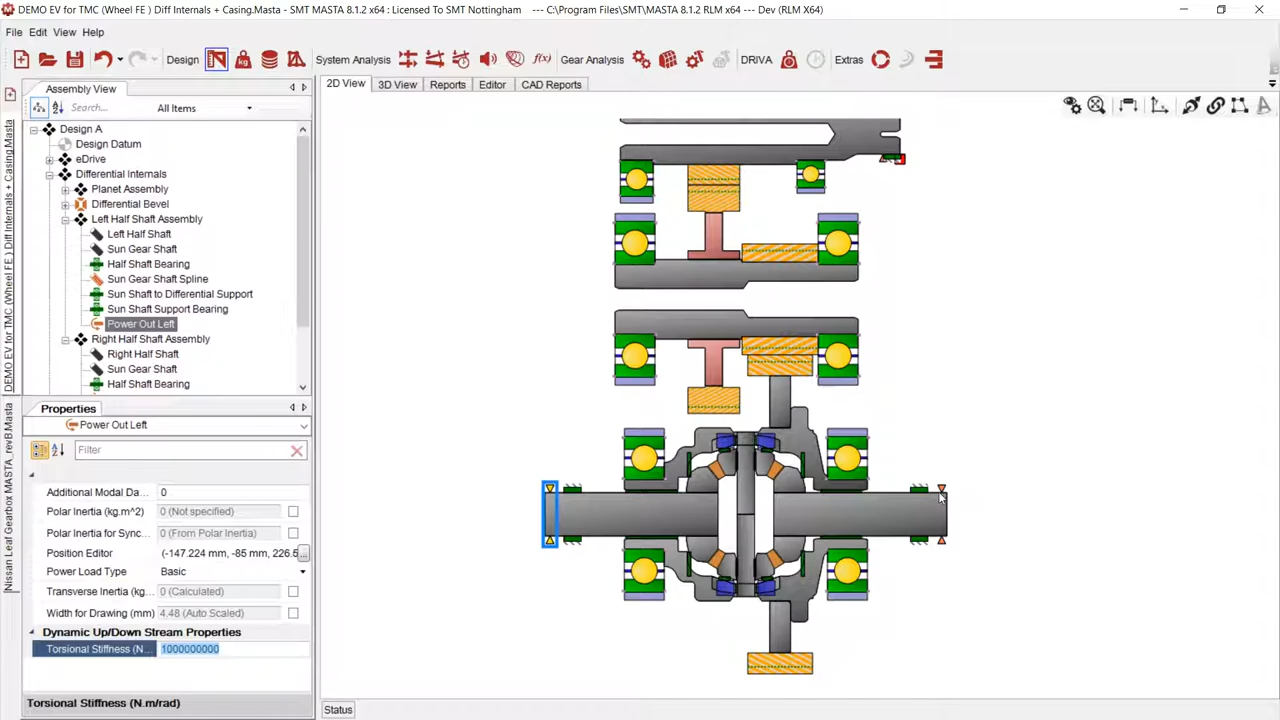 DEMO EV for TMC (Wheel FE ) Diff Internals + Casing.Masta - SMT MASTA 8.1.2 x64 : Licensed To SMT Nottingham --- C:\Program Files\SMT\MASTA 8.1.2 RLM x64 --- Dev (RLM X64)
File Edit View Help
Design System Analysis f(x) Gear Analysis DRIVA Extras
Assembly View
2D View 3D View Reports Editor CAD Reports
Search... All Items
Design A
Design Datum
eDrive
Differential Internals
Planet Assembly
Differential Bevel
Left Half Shaft Assembly
Left Half Shaft
Sun Gear Shaft
Half Shaft Bearing
Sun Gear Shaft Spline
Sun Shaft to Differential Support
Sun Shaft Support Bearing
Power Out Left
Right Half Shaft Assembly
Right Half Shaft
Sun Gear Shaft
Half Shaft Bearing
DEMO EV for TMC (Wheel FE ) Diff Internals + Casing.Masta
Nissan Leaf Gearbox MASTA_revB.Masta
Properties
Power Out Left
Filter
Additional Modal Da... 0
Polar Inertia (kg.m^2) 0 (Not specified)
Polar Inertia for Sync... 0 (From Polar Inertia)
Position Editor (-147.224 mm, -85 mm, 226.5 ...
Power Load Type Basic
Transverse Inertia (kg... 0 (Calculated)
Width for Drawing (mm) 4.48 (Auto Scaled)
Dynamic Up/Down Stream Properties
Torsional Stiffness (N... 1000000000
Torsional Stiffness (N.m/rad)
Status